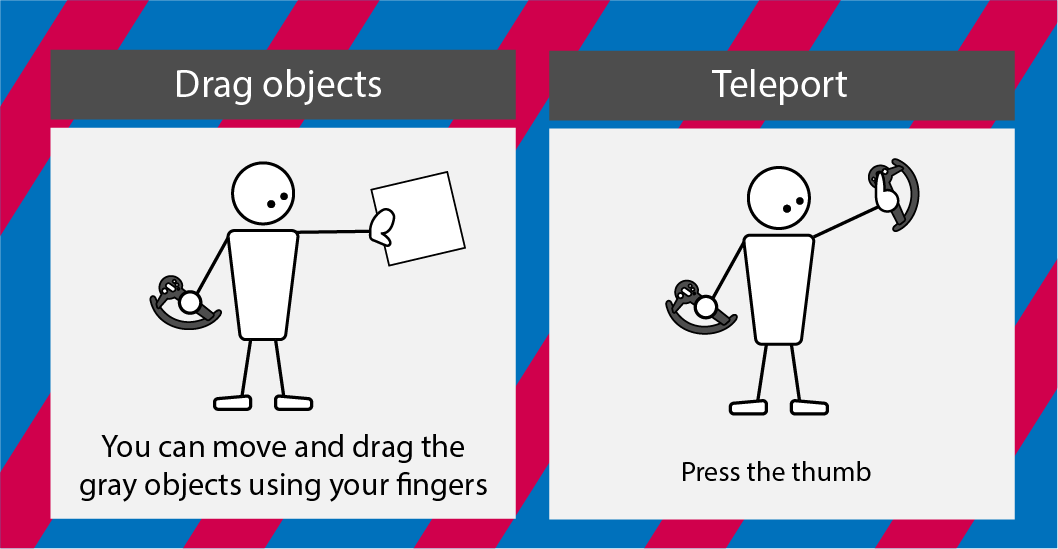 Drag objects
You can move and drag the
gray objects using your fingers
Teleport
Press the thumb